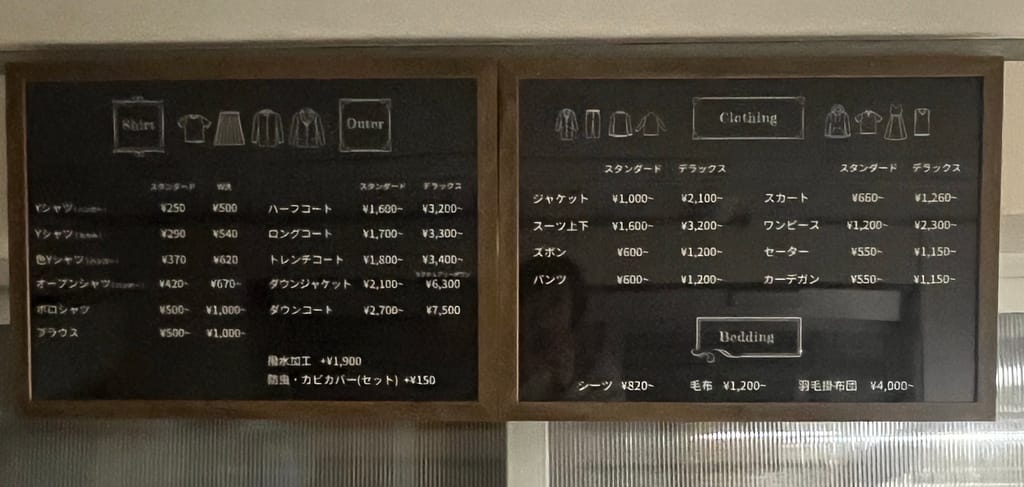 Shirt
Outer
スタンダード W洗
Yシャツ ¥250 ¥500
Yシャツ ¥290 ¥540
色Yシャツ ¥370 ¥620
オープンシャツ ¥420~ ¥670~
ポロシャツ ¥500~ ¥1,000~
ブラウス ¥500~ ¥1,000~
スタンダード デラックス
ハーフコート ¥1,600~ ¥3,200~
ロングコート ¥1,700~ ¥3,300~
トレンチコート ¥1,800~ ¥3,400~
ダウンジャケット ¥2,100~ ¥6,300
ダウンコート ¥2,700~ ¥7,500
撥水加工 +¥1,900
防虫・カビカバー(セット) +¥150
Clothing
スタンダード デラックス
ジャケット ¥1,000~ ¥2,100~
スーツ上下 ¥1,600~ ¥3,200~
ズボン ¥600~ ¥1,200~
パンツ ¥600~ ¥1,200~
スタンダード デラックス
スカート ¥660~ ¥1,260~
ワンピース ¥1,200~ ¥2,300~
セーター ¥550~ ¥1,150~
カーデガン ¥550~ ¥1,150~
Bedding
シーツ ¥820~ 毛布 ¥1,200~ 羽毛掛布団 ¥4,000~